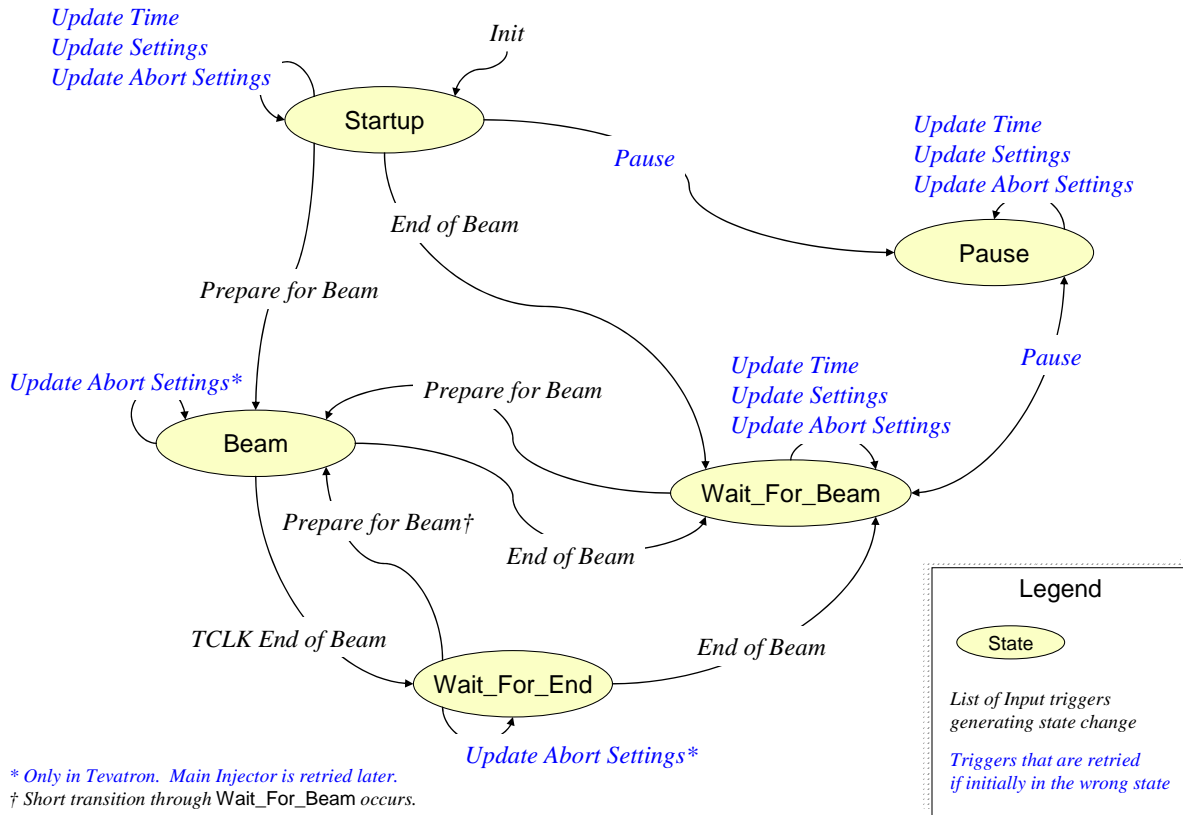 Update Time
Update Settings
Update Abort Settings
Init
Startup
Pause
Update Time
Update Settings
Update Abort Settings
Pause
End of Beam
Prepare for Beam
Pause
Update Abort Settings*
Prepare for Beam
Update Time
Update Settings
Update Abort Settings
Beam
Wait_For_Beam
Prepare for Beam†
End of Beam
TCLK End of Beam
End of Beam
Wait_For_End
Update Abort Settings*
Legend
State
List of Input triggers
generating state change
Triggers that are retried
if initially in the wrong state
* Only in Tevatron. Main Injector is retried later.
† Short transition through Wait_For_Beam occurs.